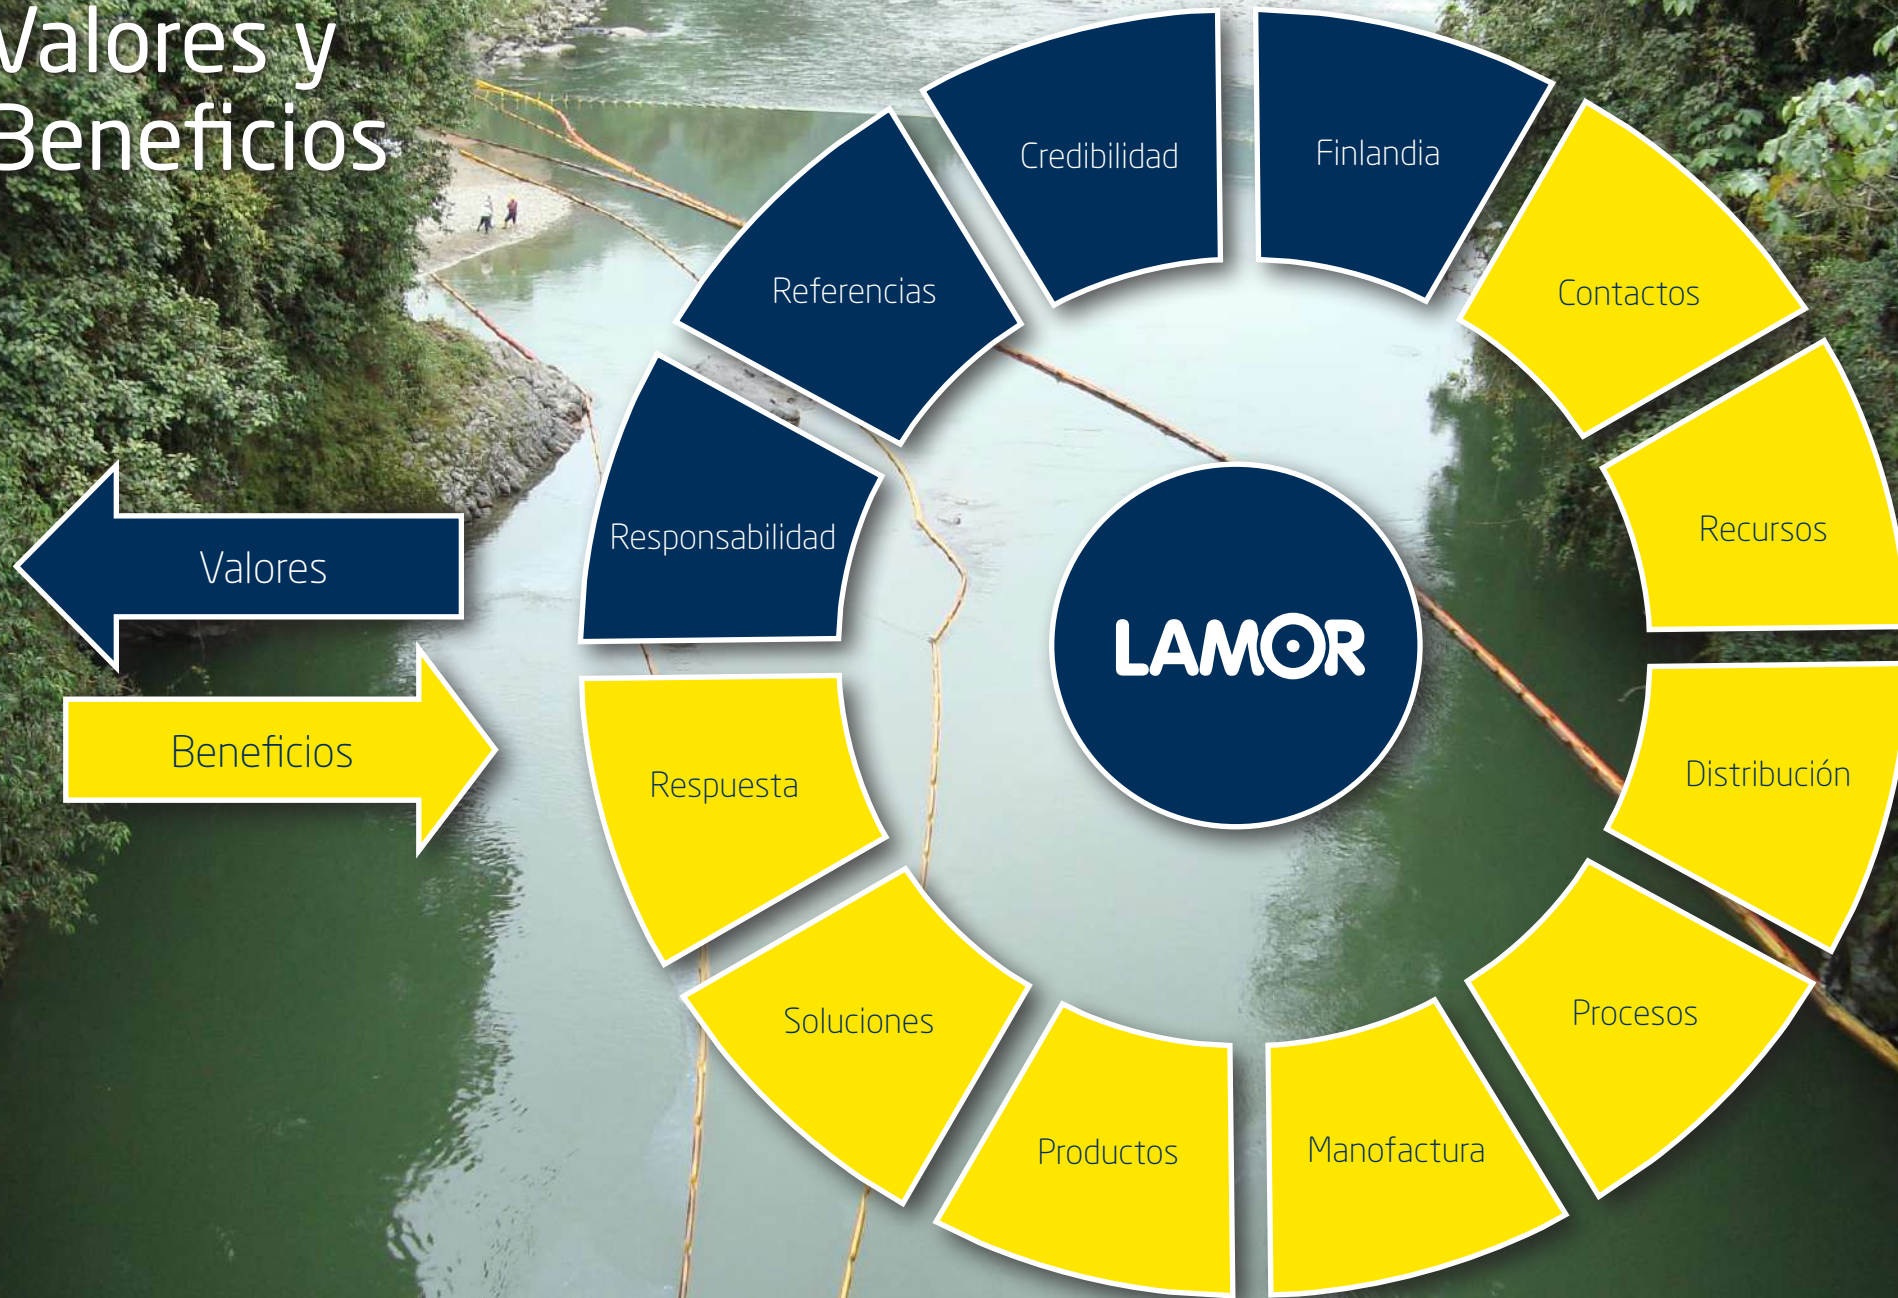 Valores y
Beneficios
Credibilidad
Finlandia
Referencias
Contactos
Responsabilidad
Recursos
Valores
LAMOR
Beneficios
Respuesta
Distribución
Soluciones
Procesos
Productos
Manofactura